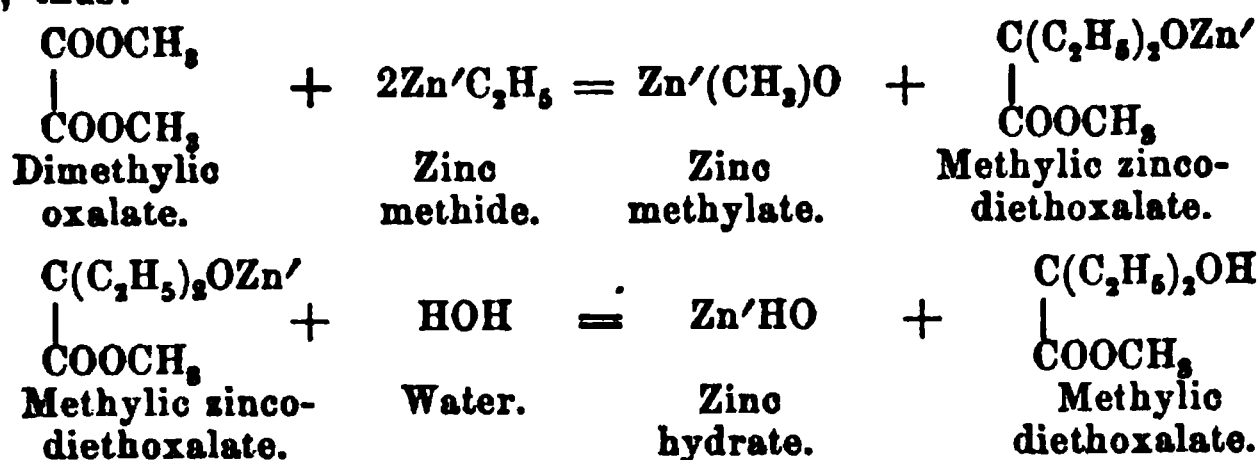 , thus:
COOCH₃ C(C₂H₅)₂OZn′
| + 2Zn′C₂H₅ = Zn′(CH₃)O + |
COOCH₃ COOCH₃
Dimethylic Zinc Zinc Methylic zinco-
oxalate. methide. methylate. diethoxalate.
C(C₂H₅)₂OZn′ C(C₂H₅)₂OH
| + HOH = Zn′HO + |
COOCH₃ COOCH₃
Methylic zinco- Water. Zinc Methylic
diethoxalate. hydrate. diethoxalate.